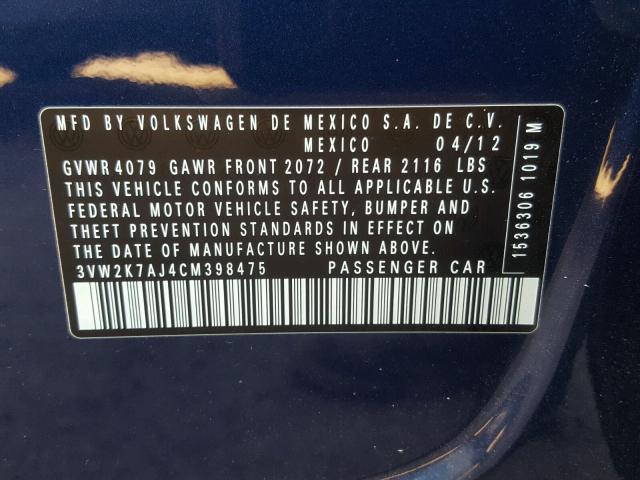 MFD BY VOLKSWAGEN DE MEXICO S.A. DE C.V.
MEXICO 04/12
GVWR 4079 GAWR FRONT 2072 / REAR 2116 LBS
THIS VEHICLE CONFORMS TO ALL APPLICABLE U.S.
FEDERAL MOTOR VEHICLE SAFETY, BUMPER AND
THEFT PREVENTION STANDARDS IN EFFECT ON
THE DATE OF MANUFACTURE SHOWN ABOVE.
3VW2K7AJ4CM398475 PASSENGER CAR
1536306 1019 M